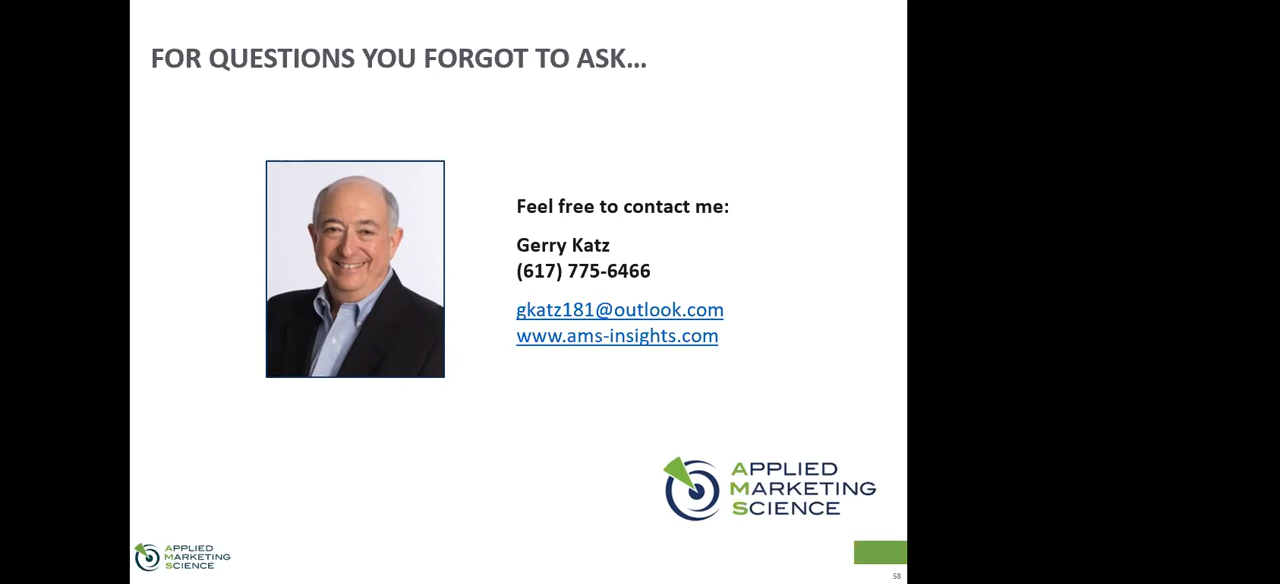 FOR QUESTIONS YOU FORGOT TO ASK...
Feel free to contact me:
Gerry Katz
(617) 775-6466
gkatz181@outlook.com
www.ams-insights.com
APPLIED
MARKETING
SCIENCE
APPLIED
MARKETING
SCIENCE
58